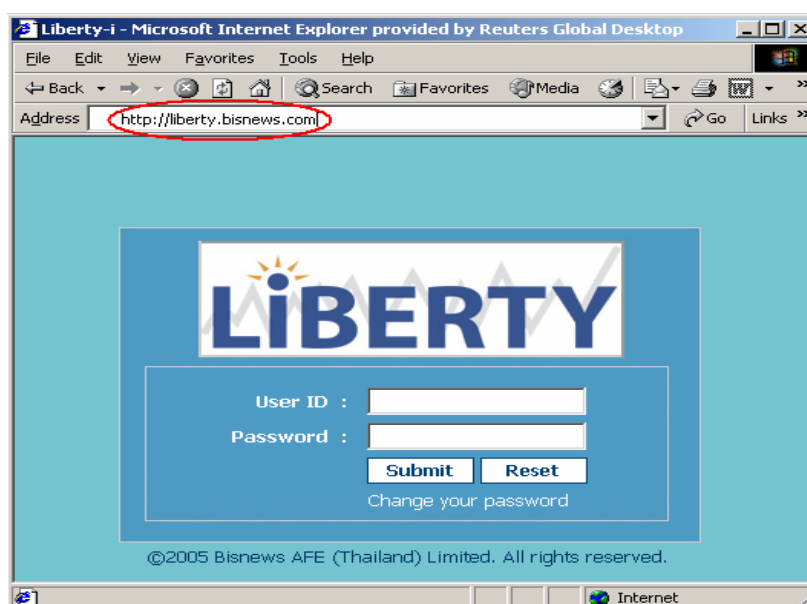 Liberty-i - Microsoft Internet Explorer provided by Reuters Global Desktop
File Edit View Favorites Tools Help
Back Search Favorites Media
Address http://liberty.bisnews.com Go Links
LiBERTY
User ID :
Password :
Submit Reset
Change your password
©2005 Bisnews AFE (Thailand) Limited. All rights reserved.
Internet